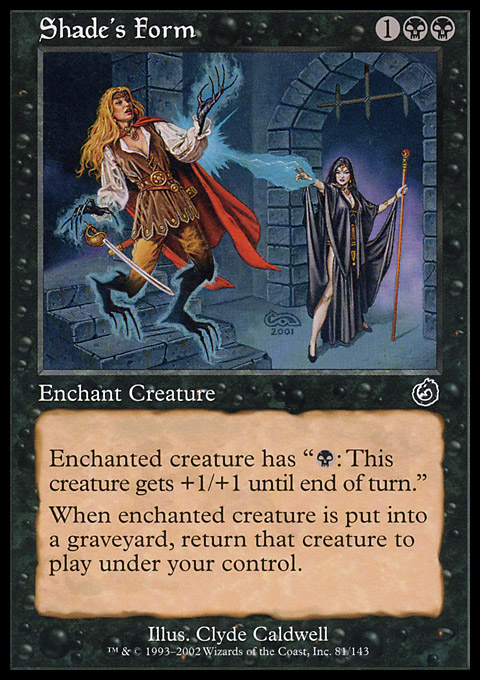 Shade's Form 1
2001
Enchant Creature
Enchanted creature has “: This
creature gets +1/+1 until end of turn.”
When enchanted creature is put into
a graveyard, return that creature to
play under your control.
Illus. Clyde Caldwell
™ & © 1993–2002 Wizards of the Coast, Inc. 81/143